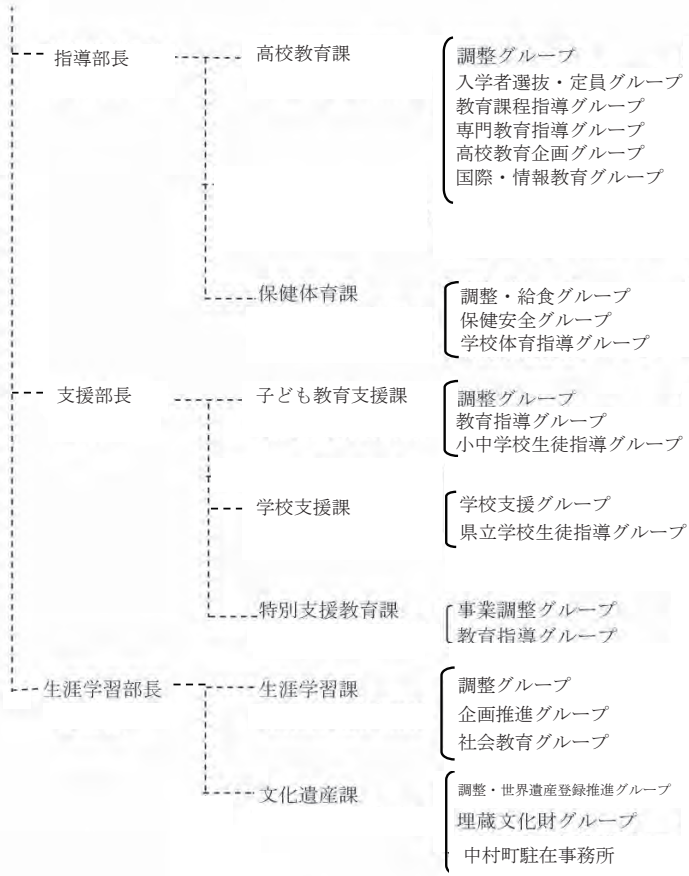 指導部長
高校教育課
調整グループ
入学者選抜・定員グループ
教育課程指導グループ
専門教育指導グループ
高校教育企画グループ
国際・情報教育グループ
保健体育課
調整・給食グループ
保健安全グループ
学校体育指導グループ
支援部長
子ども教育支援課
調整グループ
教育指導グループ
小中学校生徒指導グループ
学校支援課
学校支援グループ
県立学校生徒指導グループ
特別支援教育課
事業調整グループ
教育指導グループ
生涯学習部長
生涯学習課
調整グループ
企画推進グループ
社会教育グループ
文化遺産課
調整・世界遺産登録推進グループ
埋蔵文化財グループ
中村町駐在事務所